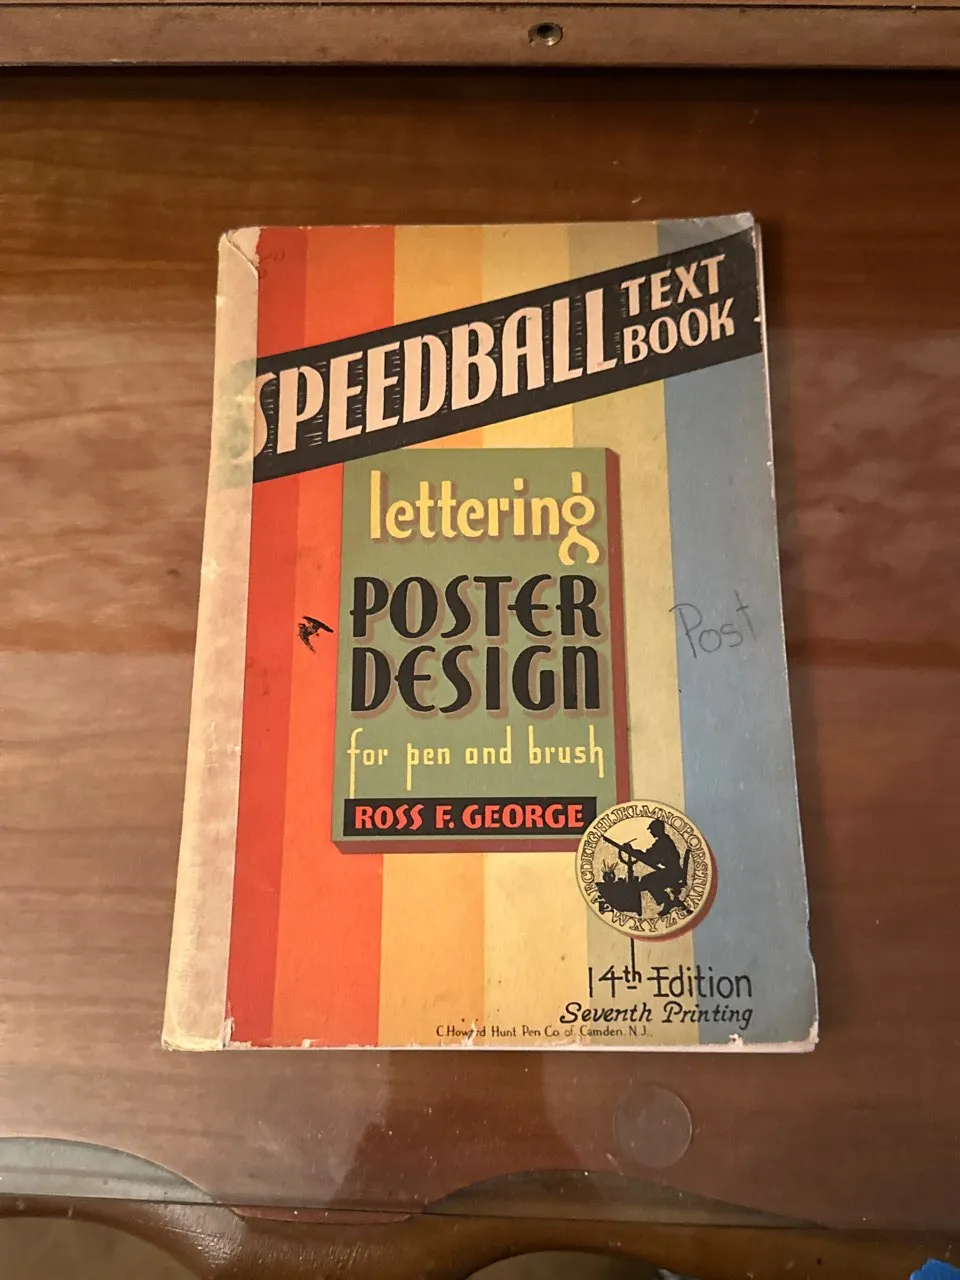 SPEEDBALL TEXT BOOK
lettering
POSTER
DESIGN
for pen and brush
ROSS F. GEORGE
Post
14th Edition
Seventh Printing
C.Howard Hunt Pen Co. of Camden. N.J.